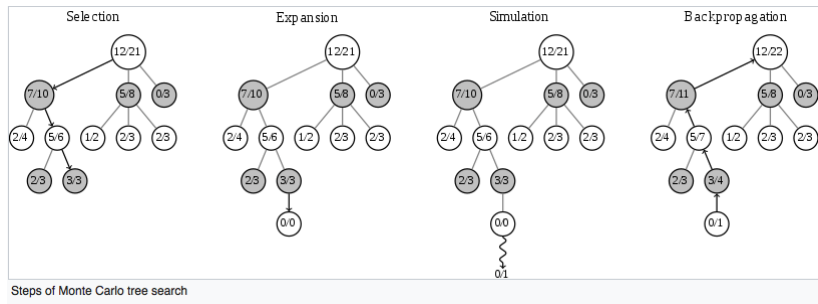 Selection Expansion Simulation Backpropagation
12/21 12/21 12/21 12/22
7/10 5/8 0/3 7/10 5/8 0/3 7/10 5/8 0/3 7/11 5/8 0/3
2/4 5/6 1/2 2/3 2/3 2/4 5/6 1/2 2/3 2/3 2/4 5/6 1/2 2/3 2/3 2/4 5/7 1/2 2/3 2/3
2/3 3/3 2/3 3/3 2/3 3/3 2/3 3/4
0/0 0/0 0/1
0/1
Steps of Monte Carlo tree search